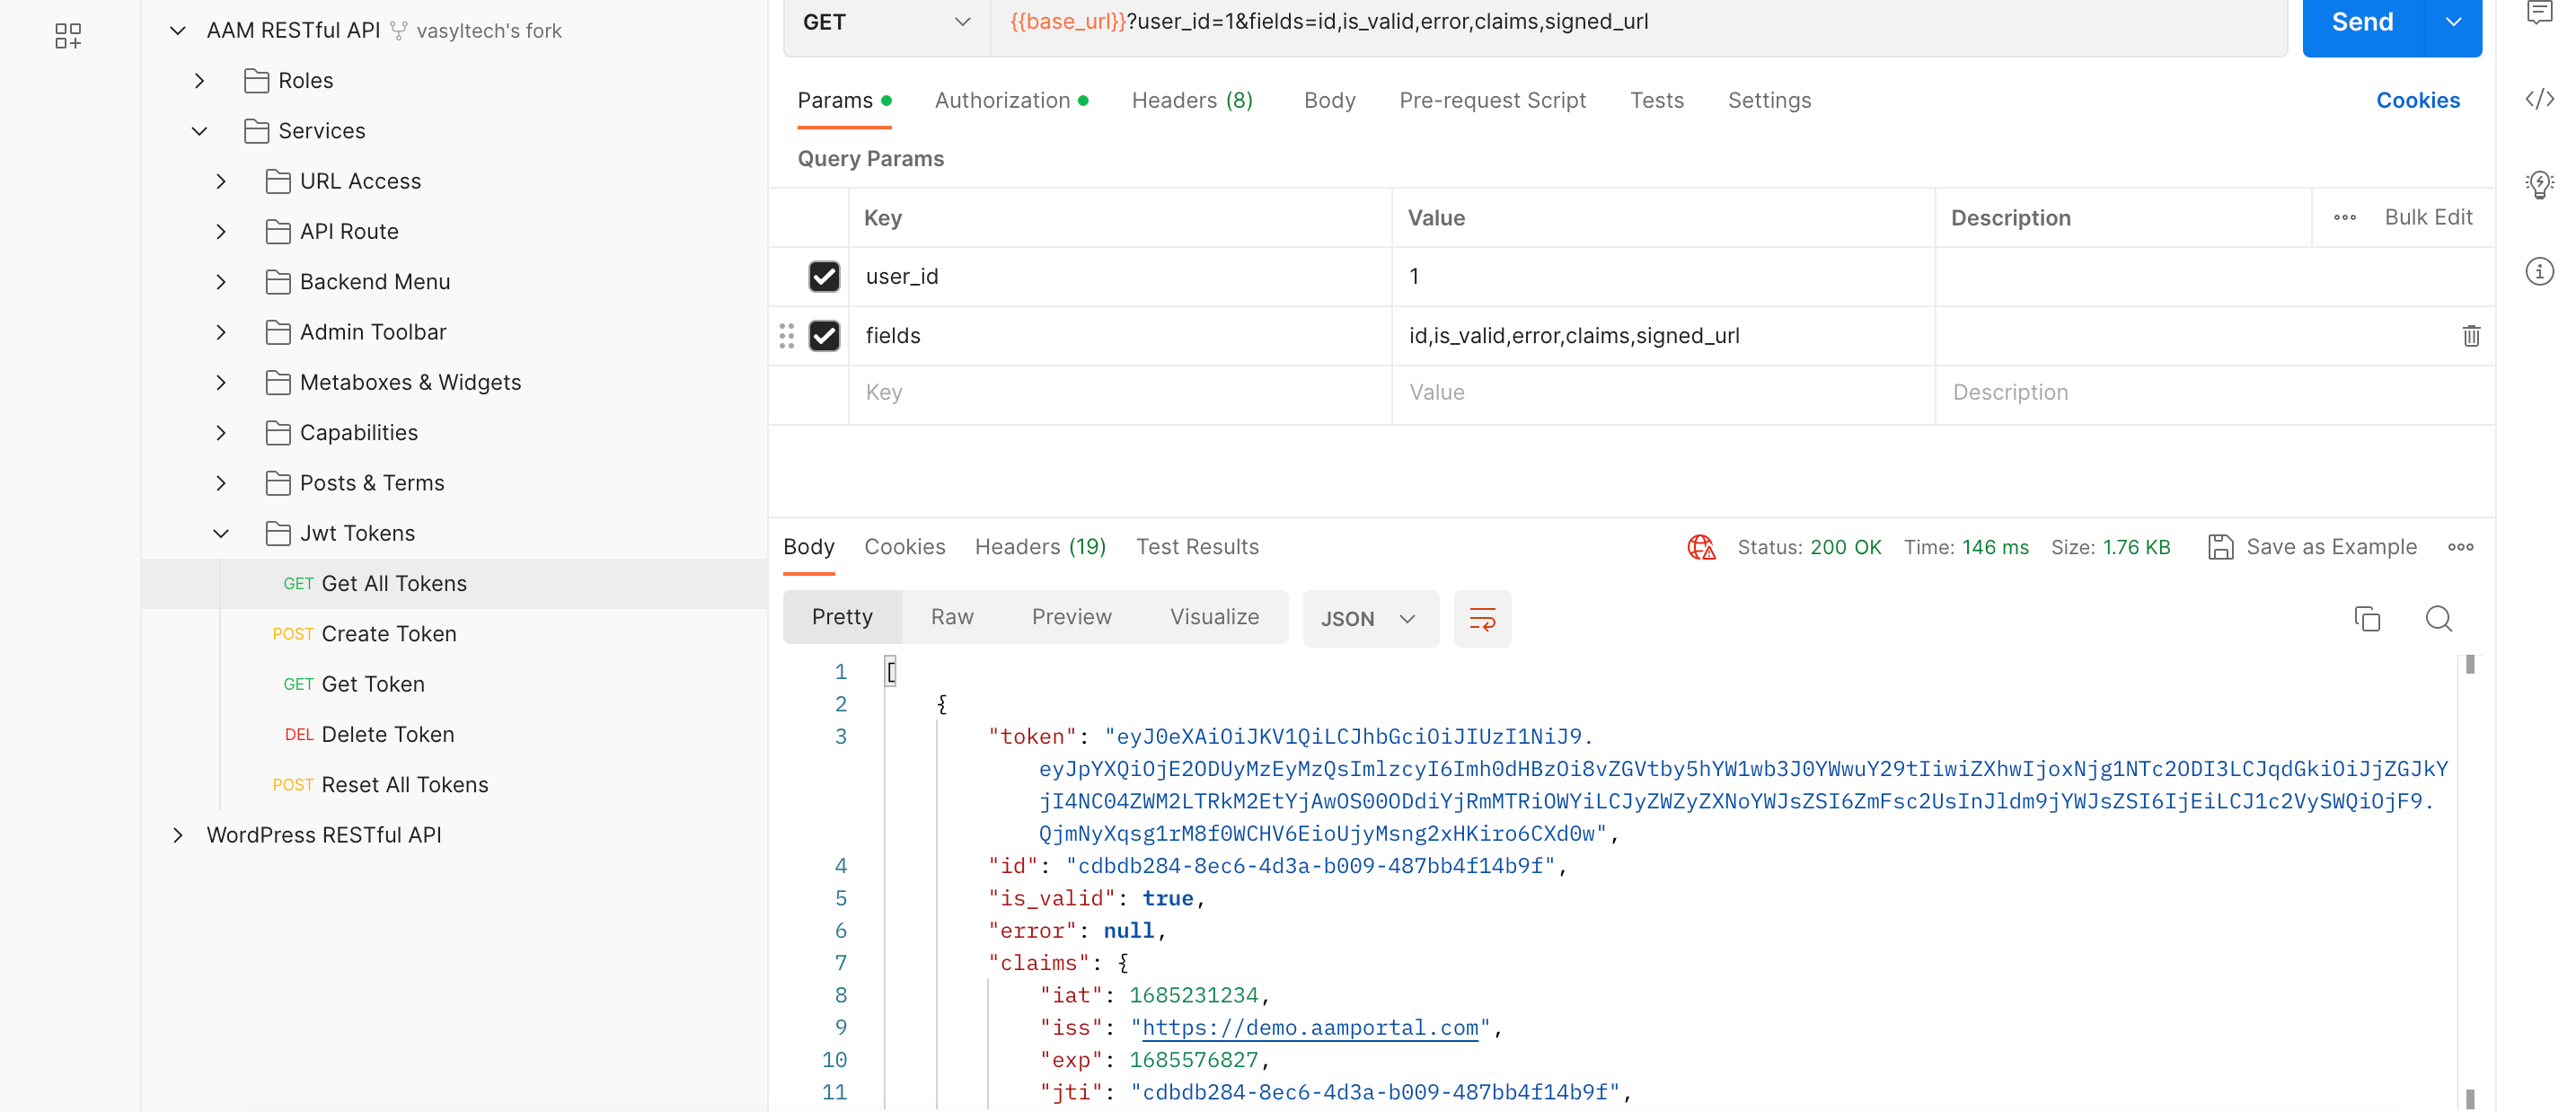 AAM RESTful API vasyltech's fork
Roles
Services
URL Access
API Route
Backend Menu
Admin Toolbar
Metaboxes & Widgets
Capabilities
Posts & Terms
Jwt Tokens
GET Get All Tokens
POST Create Token
GET Get Token
DEL Delete Token
POST Reset All Tokens
WordPress RESTful API
GET {{base_url}}?user_id=1&fields=id,is_valid,error,claims,signed_url Send
Params Authorization Headers (8) Body Pre-request Script Tests Settings Cookies
Query Params
Key Value Description Bulk Edit
user_id 1
fields id,is_valid,error,claims,signed_url
Key Value Description
Body Cookies Headers (19) Test Results Status: 200 OK Time: 146 ms Size: 1.76 KB Save as Example
Pretty Raw Preview Visualize JSON
1 [
2 {
3 "token": "eyJ0eXAiOiJKV1QiLCJhbGciOiJIUzI1NiJ9.
eyJpYXQiOjE2ODUyMzEyMzQsImlzcyI6Imh0dHBzOi8vZGVtby5hYW1wb3J0YWwuY29tIiwiZXhwIjoxNjg1NTc2ODI3LCJqdGkiOiJjZGJkY
jI4NC04ZWM2LTRkM2EtYjAwOS00ODdiYjRmMTRiOWYiLCJyZWZyZXNoYWJsZSI6ZmFsc2UsInJldm9jYWJsZSI6IjEiLCJ1c2VySWQiOjF9.
QjmNyXqsg1rM8f0WCHV6EioUjyMsng2xHKiro6CXd0w",
4 "id": "cdbdb284-8ec6-4d3a-b009-487bb4f14b9f",
5 "is_valid": true,
6 "error": null,
7 "claims": {
8 "iat": 1685231234,
9 "iss": "https://demo.aamportal.com",
10 "exp": 1685576827,
11 "jti": "cdbdb284-8ec6-4d3a-b009-487bb4f14b9f",